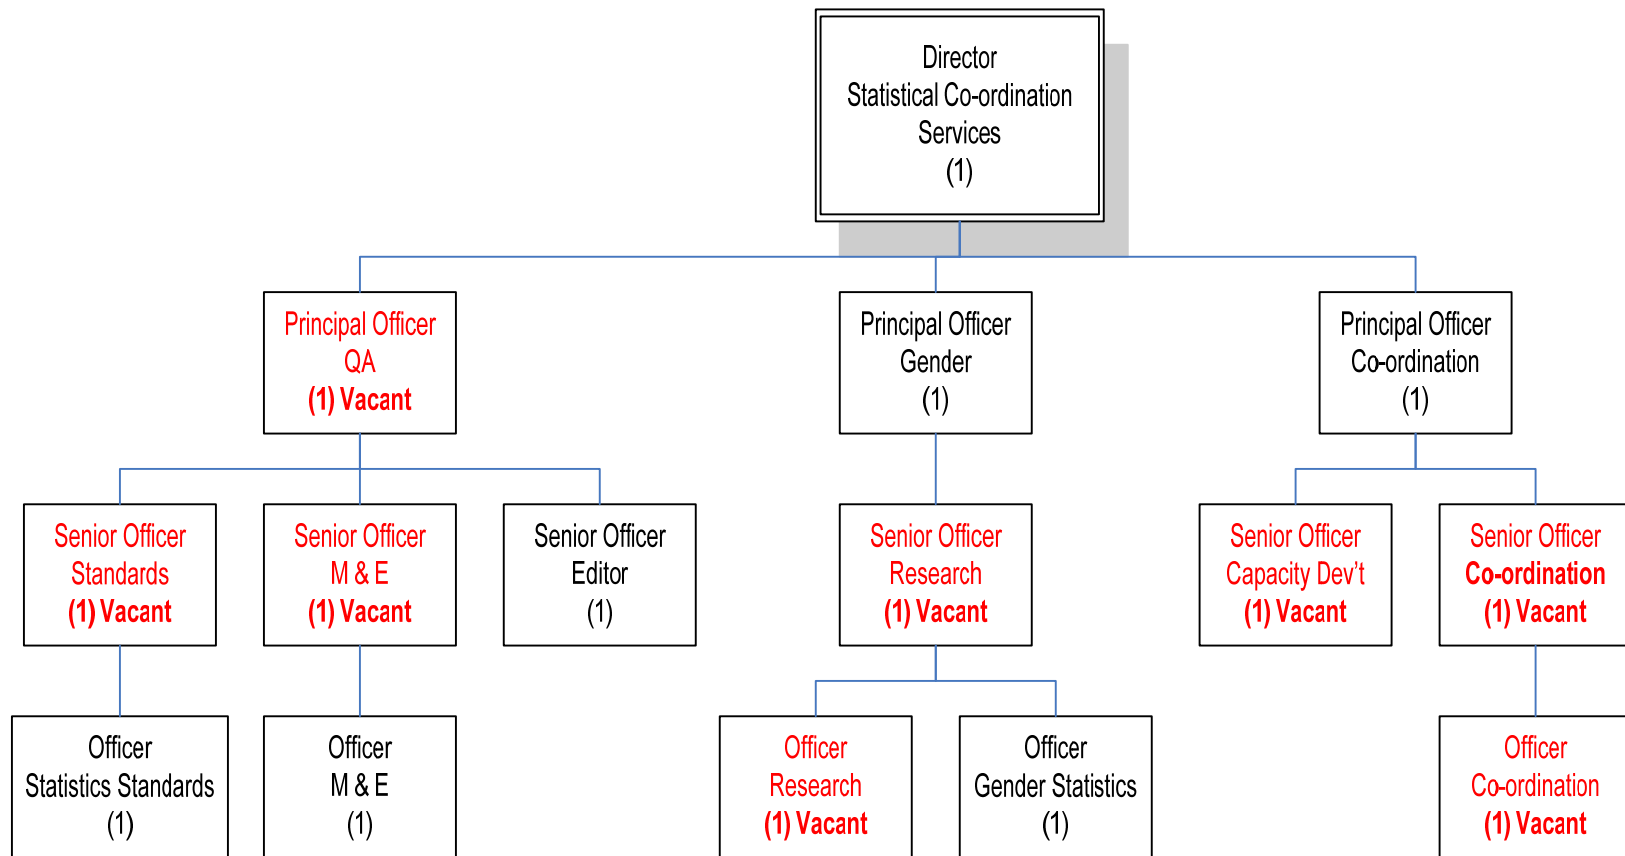 Director
Statistical Co-ordination
Services
(1)
Principal Officer
QA
(1) Vacant
Principal Officer
Gender
(1)
Principal Officer
Co-ordination
(1)
Senior Officer
Standards
(1) Vacant
Senior Officer
M & E
(1) Vacant
Senior Officer
Editor
(1)
Senior Officer
Research
(1) Vacant
Senior Officer
Capacity Dev’t
(1) Vacant
Senior Officer
Co-ordination
(1) Vacant
Officer
Statistics Standards
(1)
Officer
M & E
(1)
Officer
Research
(1) Vacant
Officer
Gender Statistics
(1)
Officer
Co-ordination
(1) Vacant